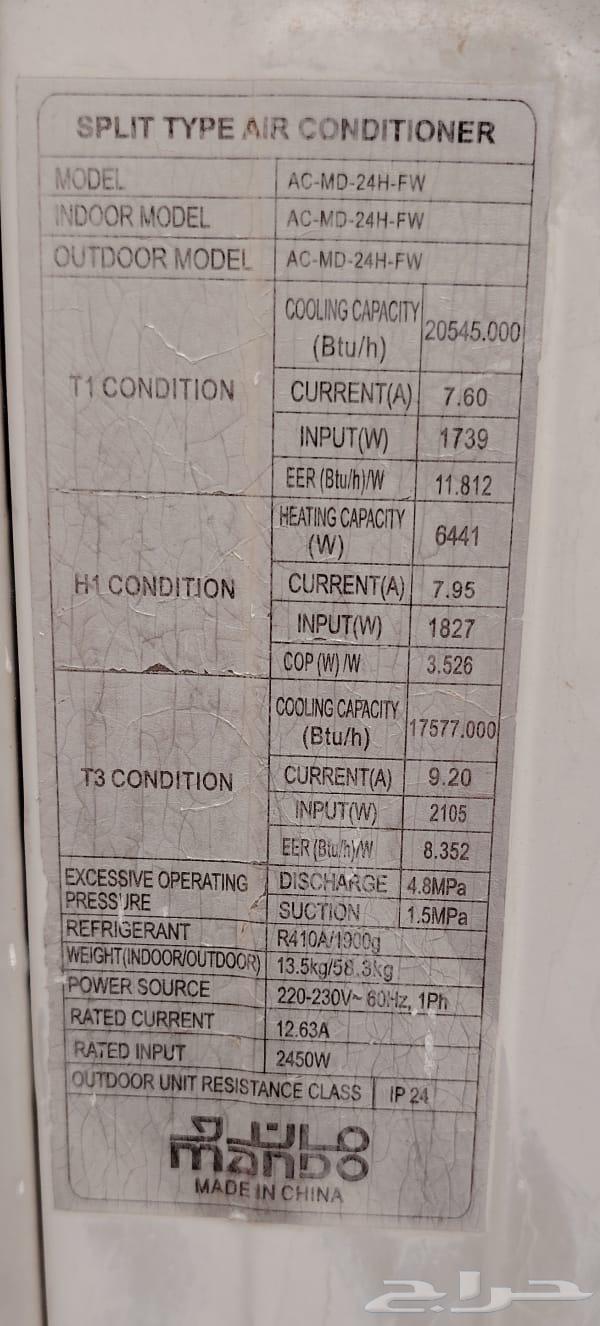 SPLIT TYPE AIR CONDITIONER
MODEL AC-MD-24H-FW
INDOOR MODEL AC-MD-24H-FW
OUTDOOR MODEL AC-MD-24H-FW
T1 CONDITION
COOLING CAPACITY (Btu/h) 20545.000
CURRENT(A) 7.60
INPUT(W) 1739
EER (Btu/h)/W 11.812
H1 CONDITION
HEATING CAPACITY (W) 6441
CURRENT(A) 7.95
INPUT(W) 1827
COP (W) /W 3.526
T3 CONDITION
COOLING CAPACITY (Btu/h) 17577.000
CURRENT(A) 9.20
INPUT(W) 2105
EER (Btu/h)/W 8.352
EXCESSIVE OPERATING PRESSURE
DISCHARGE 4.8MPa
SUCTION 1.5MPa
REFRIGERANT
WEIGHT(INDOOR/OUTDOOR) 13.5kg/58.3kg
POWER SOURCE 220-230V~ 60Hz, 1Ph
RATED CURRENT 12.63A
RATED INPUT 2450W
OUTDOOR UNIT RESISTANCE CLASS IP 24
ماندو
mando
MADE IN CHINA
حراج